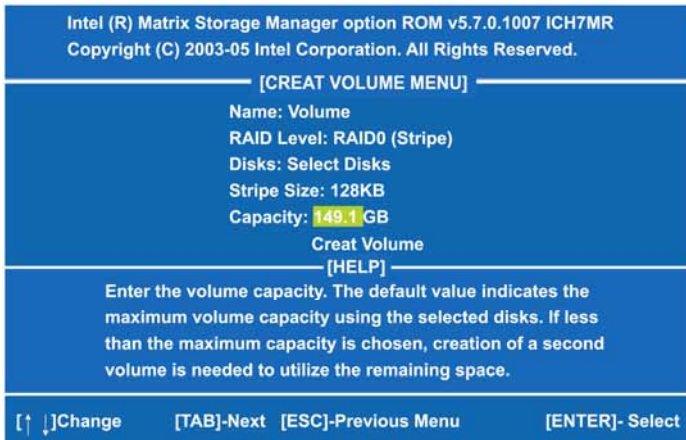 Intel (R) Matrix Storage Manager option ROM v5.7.0.1007 ICH7MR
Copyright (C) 2003-05 Intel Corporation. All Rights Reserved.
[CREAT VOLUME MENU]
Name: Volume
RAID Level: RAID0 (Stripe)
Disks: Select Disks
Stripe Size: 128KB
Capacity: 149.1 GB
Creat Volume
[HELP]
Enter the volume capacity. The default value indicates the
maximum volume capacity using the selected disks. If less
than the maximum capacity is chosen, creation of a second
volume is needed to utilize the remaining space.
[↑ ↓]Change [TAB]-Next [ESC]-Previous Menu [ENTER]- Select